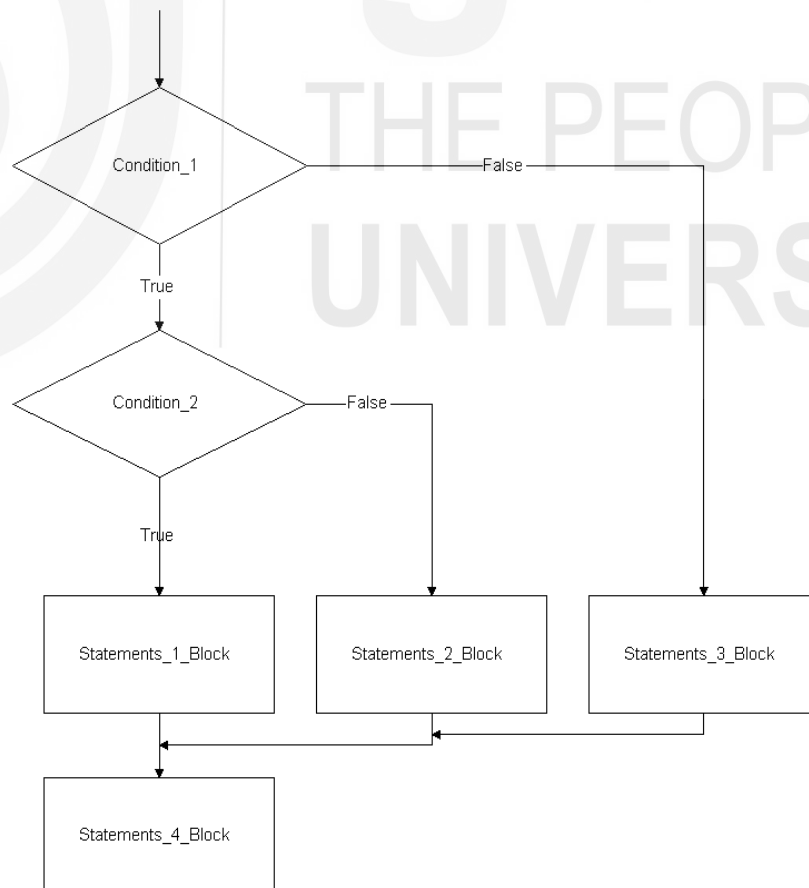 THE PEOP
UNIVERS
Condition_1
False
True
Condition_2
False
True
Statements_1_Block
Statements_2_Block
Statements_3_Block
Statements_4_Block